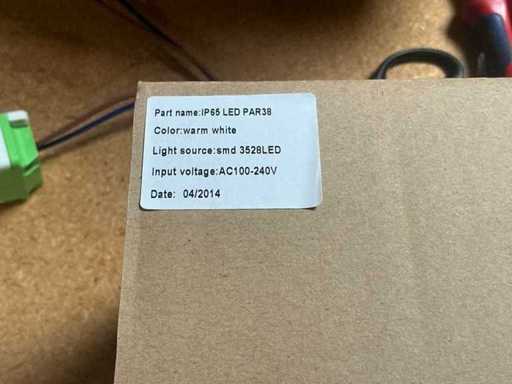 Part name:IP65 LED PAR38
Color:warm white
Light source:smd 3528LED
Input voltage:AC100-240V
Date: 04/2014